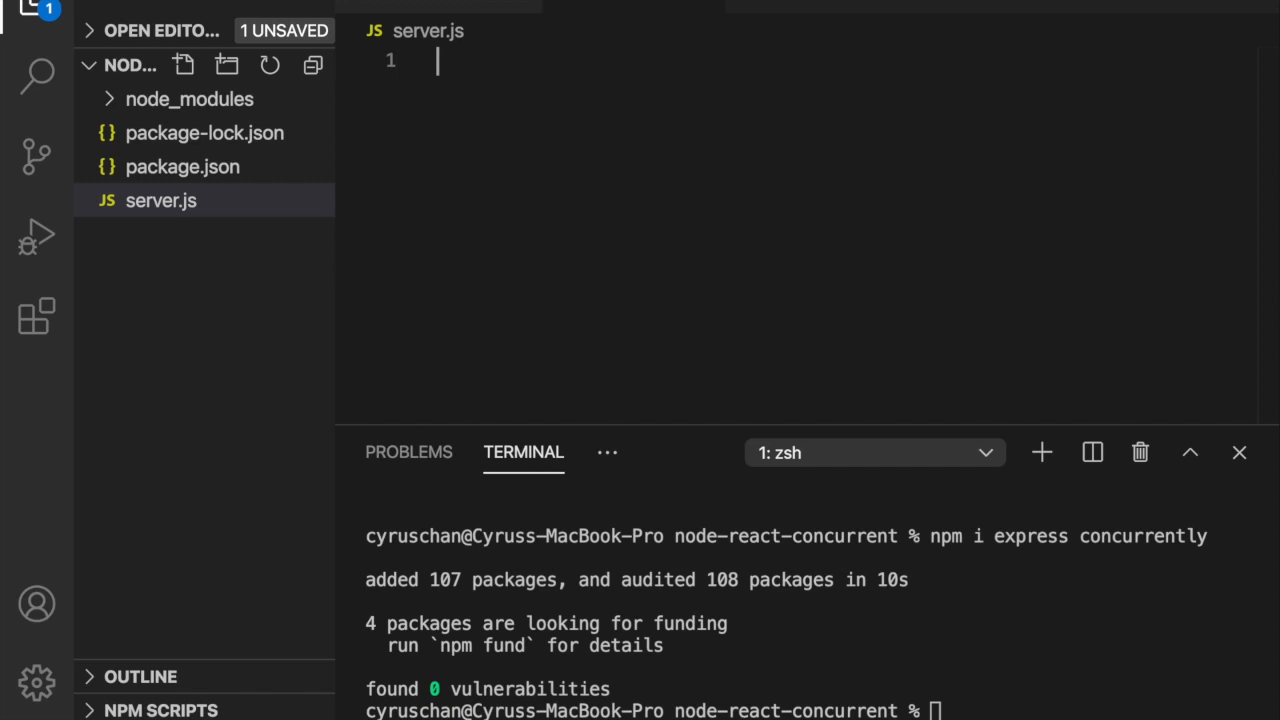 1
OPEN EDITO... 1 UNSAVED
NOD...
node_modules
{} package-lock.json
{} package.json
JS server.js
OUTLINE
NPM SCRIPTS
JS server.js
1
PROBLEMS TERMINAL ... 1: zsh
cyruschan@Cyruss-MacBook-Pro node-react-concurrent % npm i express concurrently
added 107 packages, and audited 108 packages in 10s
4 packages are looking for funding
run `npm fund` for details
found 0 vulnerabilities
cyruschan@Cyruss-MacBook-Pro node-react-concurrent %